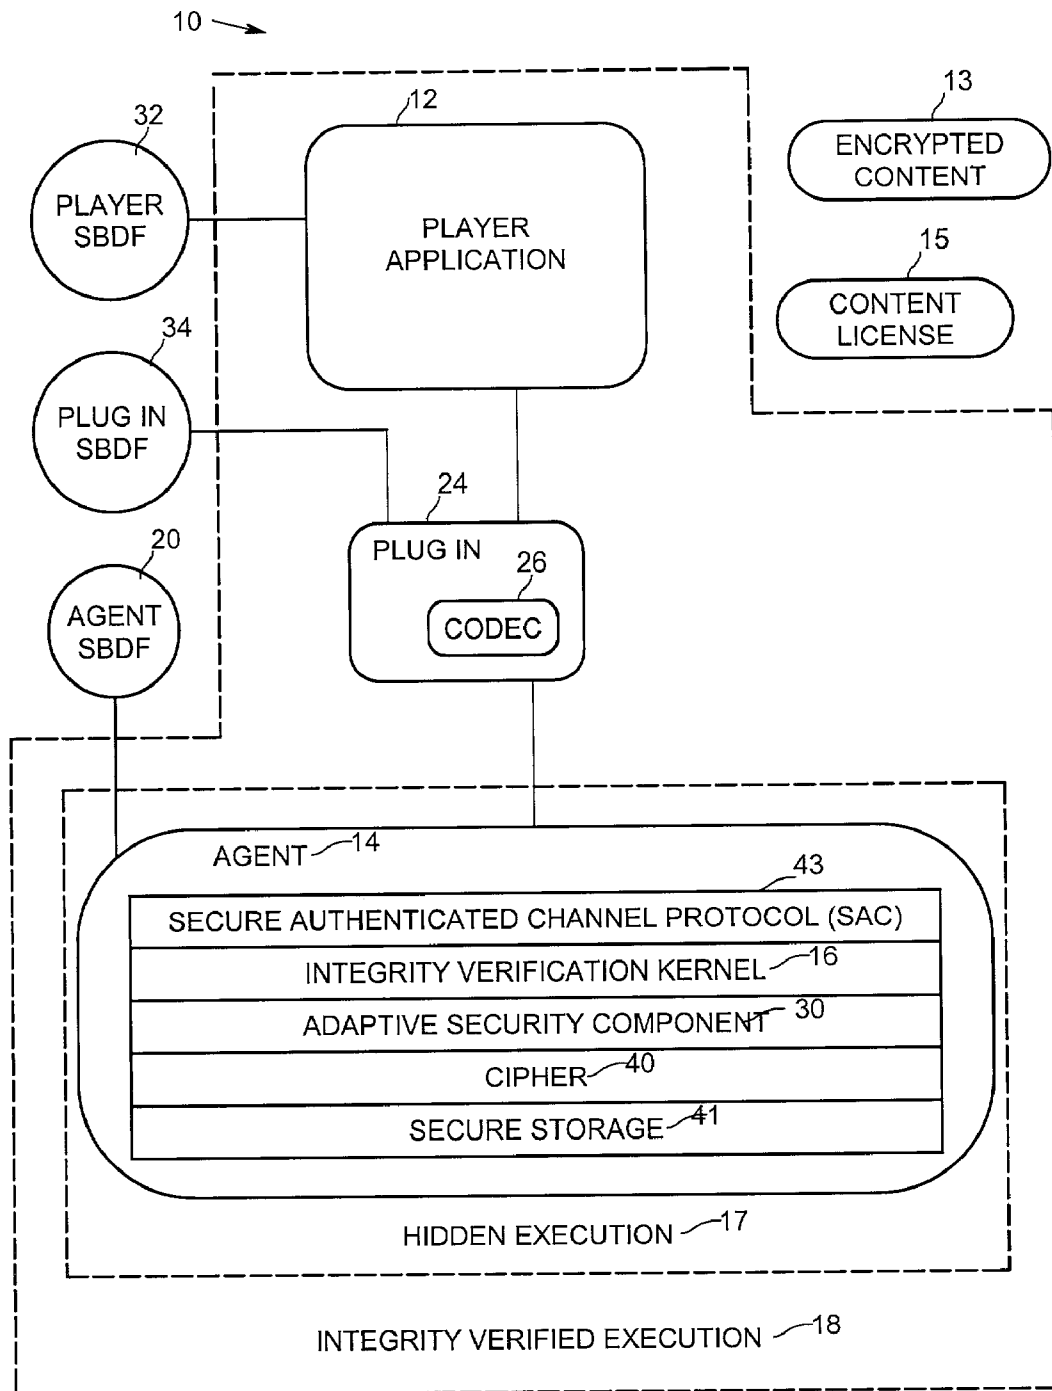 10
12
13
ENCRYPTED
CONTENT
32
PLAYER
SBDF
PLAYER
APPLICATION
15
CONTENT
LICENSE
34
PLUG IN
SBDF
24
PLUG IN
26
CODEC
20
AGENT
SBDF
AGENT 14
43
SECURE AUTHENTICATED CHANNEL PROTOCOL (SAC)
INTEGRITY VERIFICATION KERNEL 16
ADAPTIVE SECURITY COMPONENT 30
CIPHER 40
SECURE STORAGE 41
HIDDEN EXECUTION 17
INTEGRITY VERIFIED EXECUTION 18